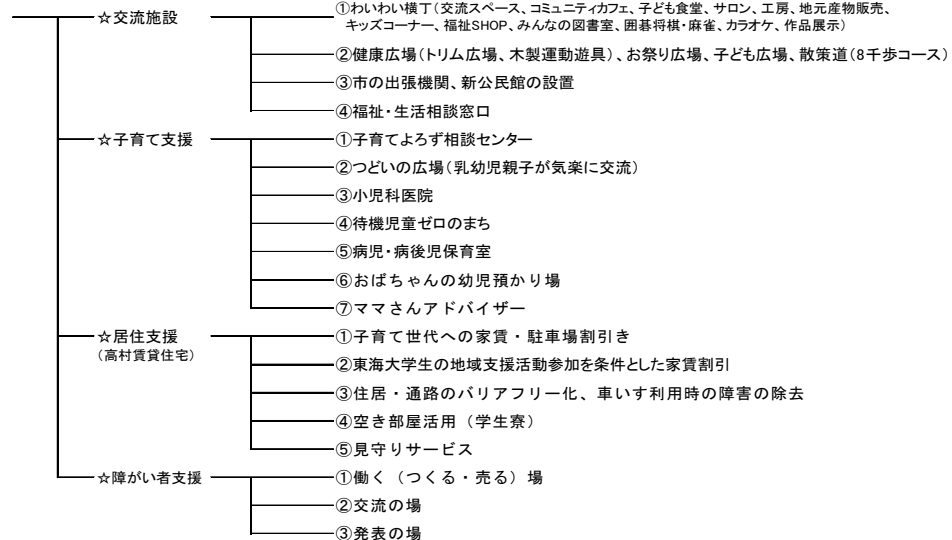 ☆交流施設
①わいわい横丁(交流スペース、コミュニティカフェ、子ども食堂、サロン、工房、地元産物販売、
キッズコーナー、福祉SHOP、みんなの図書室、囲碁将棋・麻雀、カラオケ、作品展示)
②健康広場(トリム広場、木製運動遊具)、お祭り広場、子ども広場、散策道(8千歩コース)
③市の出張機関、新公民館の設置
④福祉・生活相談窓口
☆子育て支援
①子育てよろず相談センター
②つどいの広場(乳幼児親子が気楽に交流)
③小児科医院
④待機児童ゼロのまち
⑤病児・病後児保育室
⑥おばちゃんの幼児預かり場
⑦ママさんアドバイザー
☆居住支援
(高村賃貸住宅)
①子育て世代への家賃・駐車場割引き
②東海大学生の地域支援活動参加を条件とした家賃割引
③住居・通路のバリアフリー化、車いす利用時の障害の除去
④空き部屋活用(学生寮)
⑤見守りサービス
☆障がい者支援
①働く(つくる・売る)場
②交流の場
③発表の場